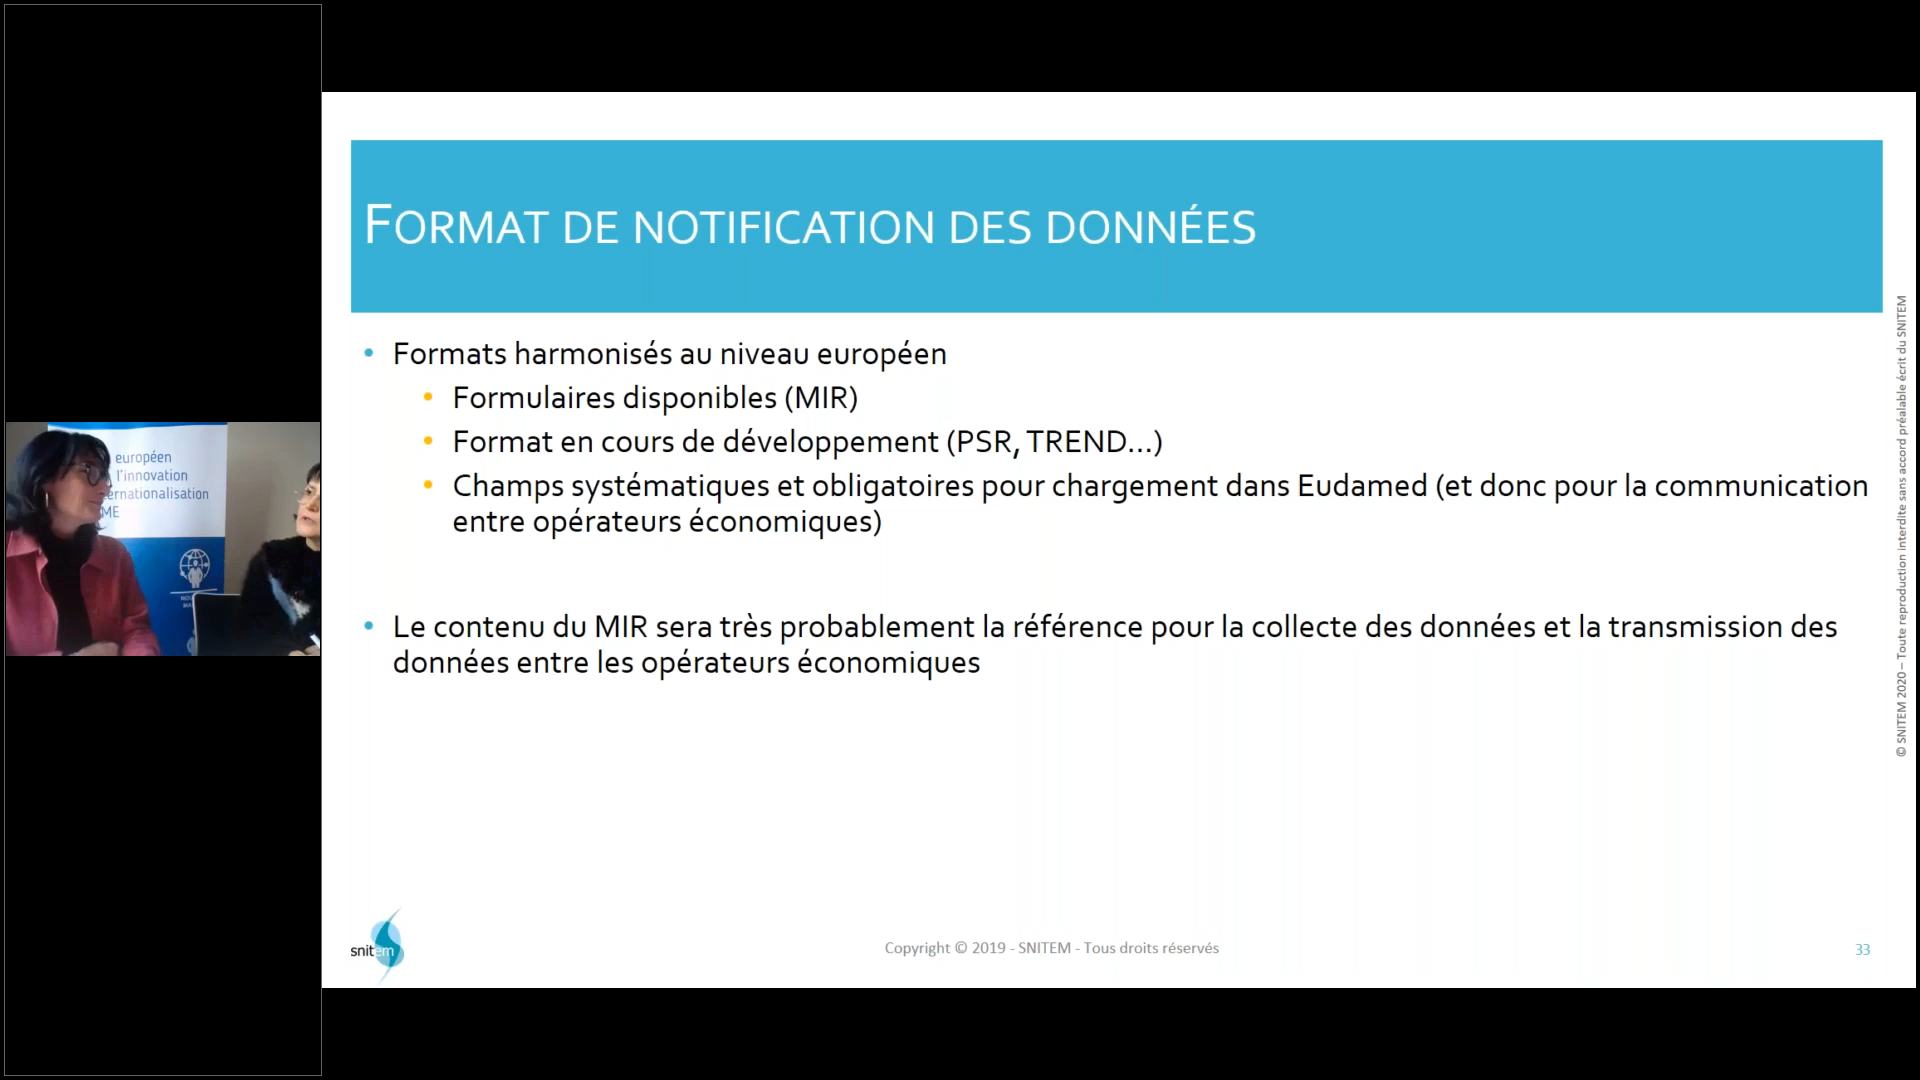 FORMAT DE NOTIFICATION DES DONNÉES
• Formats harmonisés au niveau européen
• Formulaires disponibles (MIR)
• Format en cours de développement (PSR, TREND...)
• Champs systématiques et obligatoires pour chargement dans Eudamed (et donc pour la communication
entre opérateurs économiques)
• Le contenu du MIR sera très probablement la référence pour la collecte des données et la transmission des
données entre les opérateurs économiques
© SNITEM 2020 – Toute reproduction interdite sans accord préalable écrit du SNITEM
snitem
Copyright © 2019 - SNITEM - Tous droits réservés
33
européen
l'innovation
ernationalisation
ME